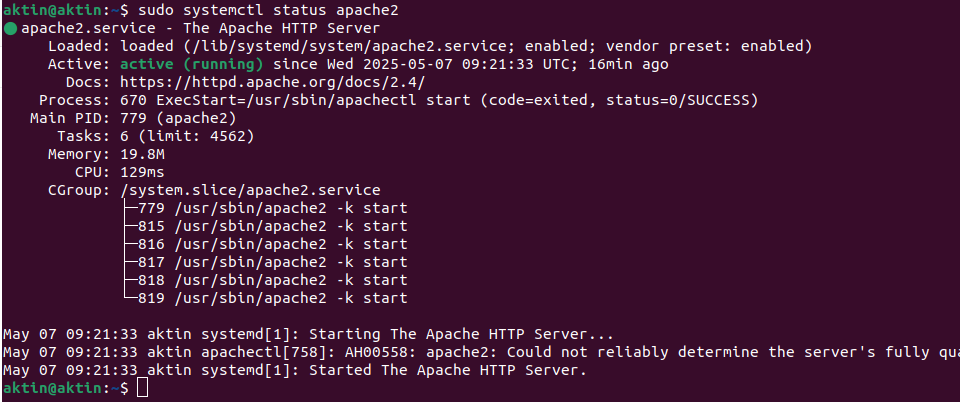 aktin@aktin:~$ sudo systemctl status apache2
● apache2.service - The Apache HTTP Server
     Loaded: loaded (/lib/systemd/system/apache2.service; enabled; vendor preset: enabled)
     Active: active (running) since Wed 2025-05-07 09:21:33 UTC; 16min ago
       Docs: https://httpd.apache.org/docs/2.4/
    Process: 670 ExecStart=/usr/sbin/apachectl start (code=exited, status=0/SUCCESS)
   Main PID: 779 (apache2)
      Tasks: 6 (limit: 4562)
     Memory: 19.8M
        CPU: 129ms
     CGroup: /system.slice/apache2.service
             ├─779 /usr/sbin/apache2 -k start
             ├─815 /usr/sbin/apache2 -k start
             ├─816 /usr/sbin/apache2 -k start
             ├─817 /usr/sbin/apache2 -k start
             ├─818 /usr/sbin/apache2 -k start
             └─819 /usr/sbin/apache2 -k start
May 07 09:21:33 aktin systemd[1]: Starting The Apache HTTP Server...
May 07 09:21:33 aktin apachectl[758]: AH00558: apache2: Could not reliably determine the server's fully qua
May 07 09:21:33 aktin systemd[1]: Started The Apache HTTP Server.
aktin@aktin:~$